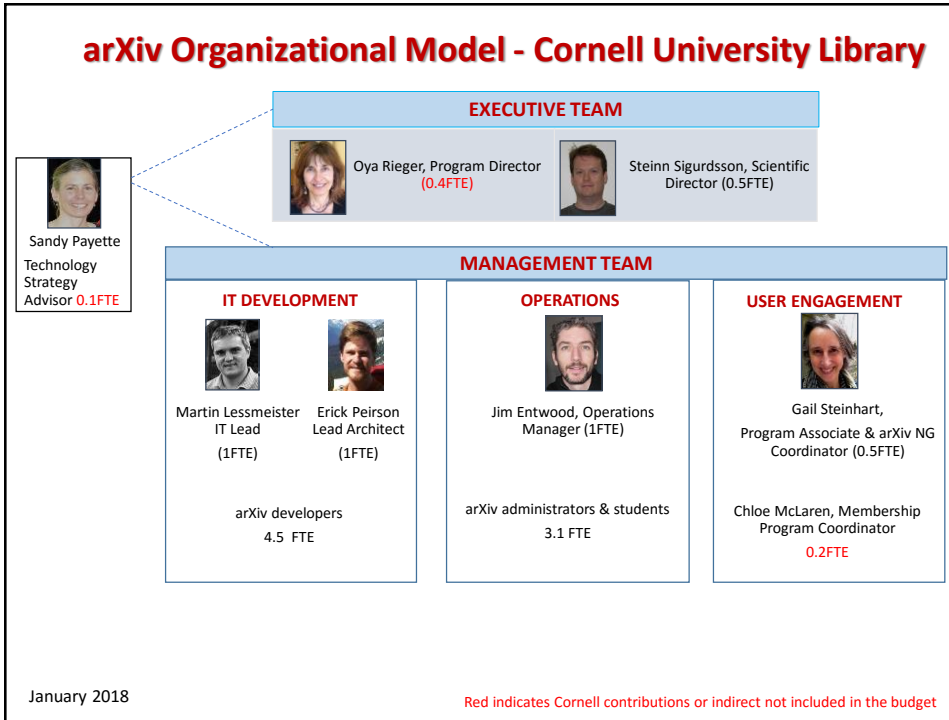 arXiv Organizational Model - Cornell University Library
EXECUTIVE TEAM
Oya Rieger, Program Director
(0.4FTE)
Steinn Sigurdsson, Scientific
Director (0.5FTE)
Sandy Payette
Technology
Strategy
Advisor 0.1FTE
MANAGEMENT TEAM
IT DEVELOPMENT
Martin Lessmeister
IT Lead
(1FTE)
Erick Peirson
Lead Architect
(1FTE)
arXiv developers
4.5 FTE
OPERATIONS
Jim Entwood, Operations
Manager (1FTE)
arXiv administrators & students
3.1 FTE
USER ENGAGEMENT
Gail Steinhart,
Program Associate & arXiv NG
Coordinator (0.5FTE)
Chloe McLaren, Membership
Program Coordinator
0.2FTE
January 2018
Red indicates Cornell contributions or indirect not included in the budget